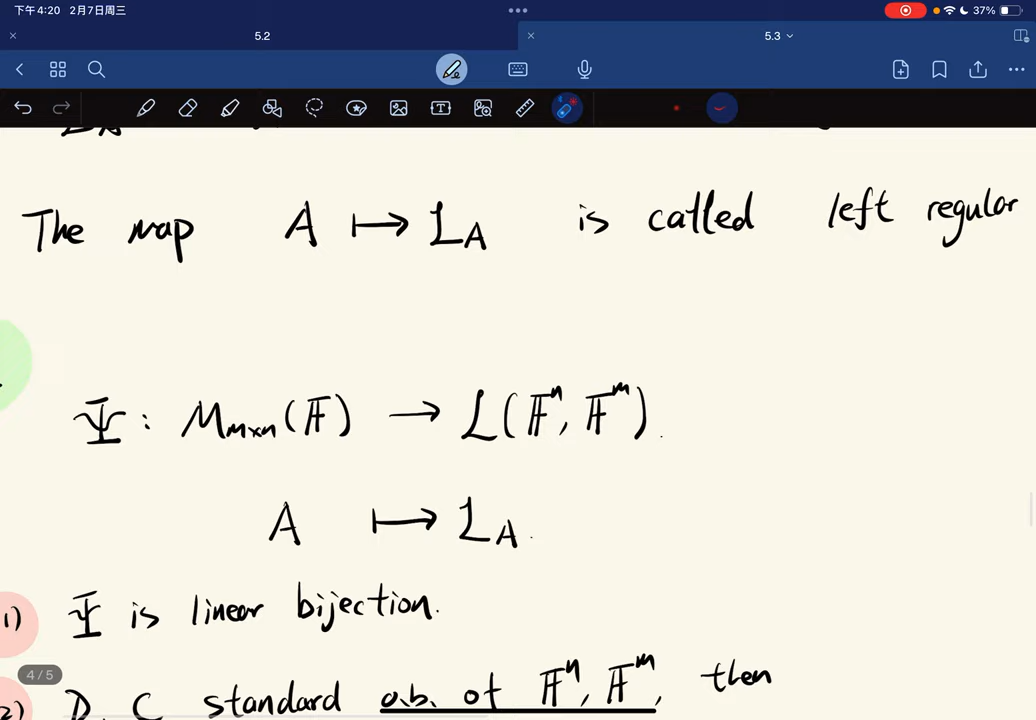 下午4:20 2月7日周三
37%
5.2
5.3
The map A ↦ L_A is called left regular
Ψ : M_{m×n}(𝔽) → L(𝔽^n, 𝔽^m).
A ↦ L_A.
1) Ψ is linear bijection.
4/5
2) D, C standard o.b. of 𝔽^n, 𝔽^m, then